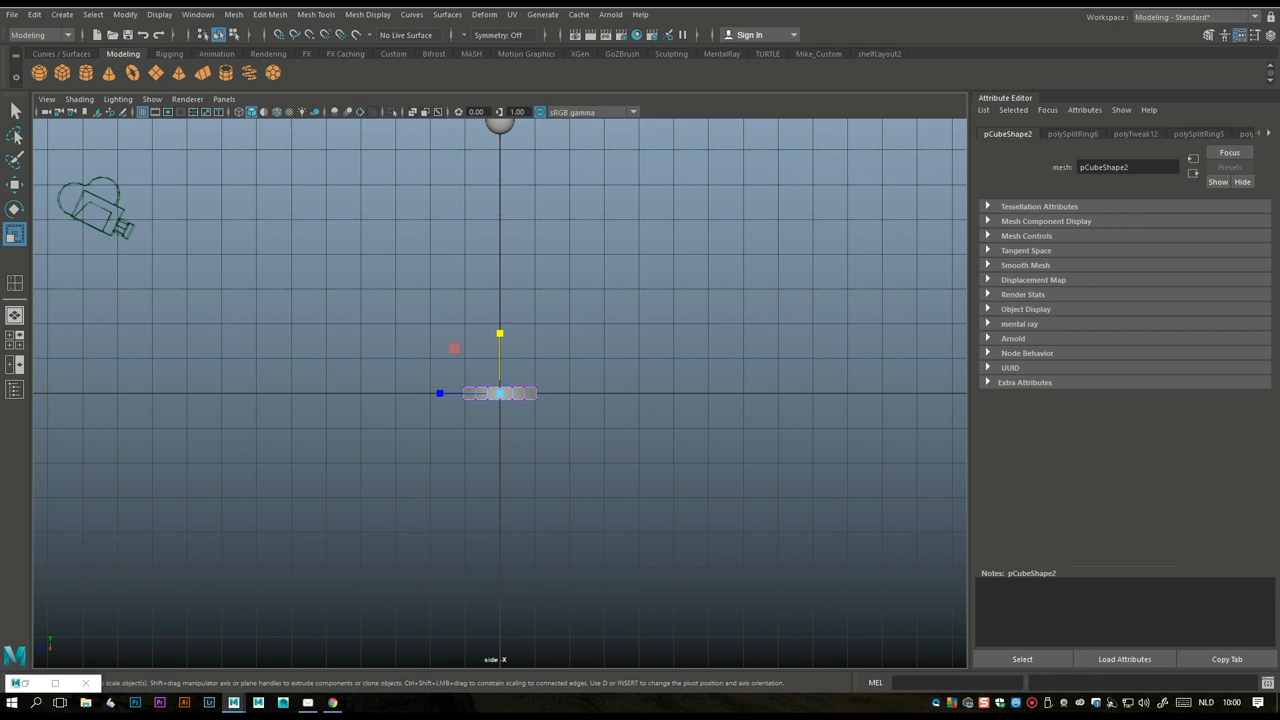 File Edit Create Select Modify Display Windows Mesh Edit Mesh Mesh Tools Mesh Display Curves Surfaces Deform UV Generate Cache Arnold Help
Workspace : Modeling - Standard*
Modeling No Live Surface Symmetry: Off Sign In
Curves / Surfaces Modeling Rigging Animation Rendering FX FX Caching Custom Bifrost MASH Motion Graphics XGen GoZBrush Sculpting MentalRay TURTLE Mike_Custom shelfLayout2
View Shading Lighting Show Renderer Panels
0.00 1.00 sRGB gamma
Attribute Editor
List Selected Focus Attributes Show Help
pCubeShape2 polySplitRing6 polyTweak12 polySplitRing5 poly
Focus
mesh: pCubeShape2 Presets
Show Hide
Tessellation Attributes
Mesh Component Display
Mesh Controls
Tangent Space
Smooth Mesh
Displacement Map
Render Stats
Object Display
mental ray
Arnold
Node Behavior
UUID
Extra Attributes
Notes: pCubeShape2
y
side -X
Select Load Attributes Copy Tab
scale object(s). Shift+drag manipulator axis or plane handles to extrude components or clone objects. Ctrl+Shift+LMB+drag to constrain scaling to connected edges. Use D or INSERT to change the pivot position and axis orientation.
MEL
NLD 10:00